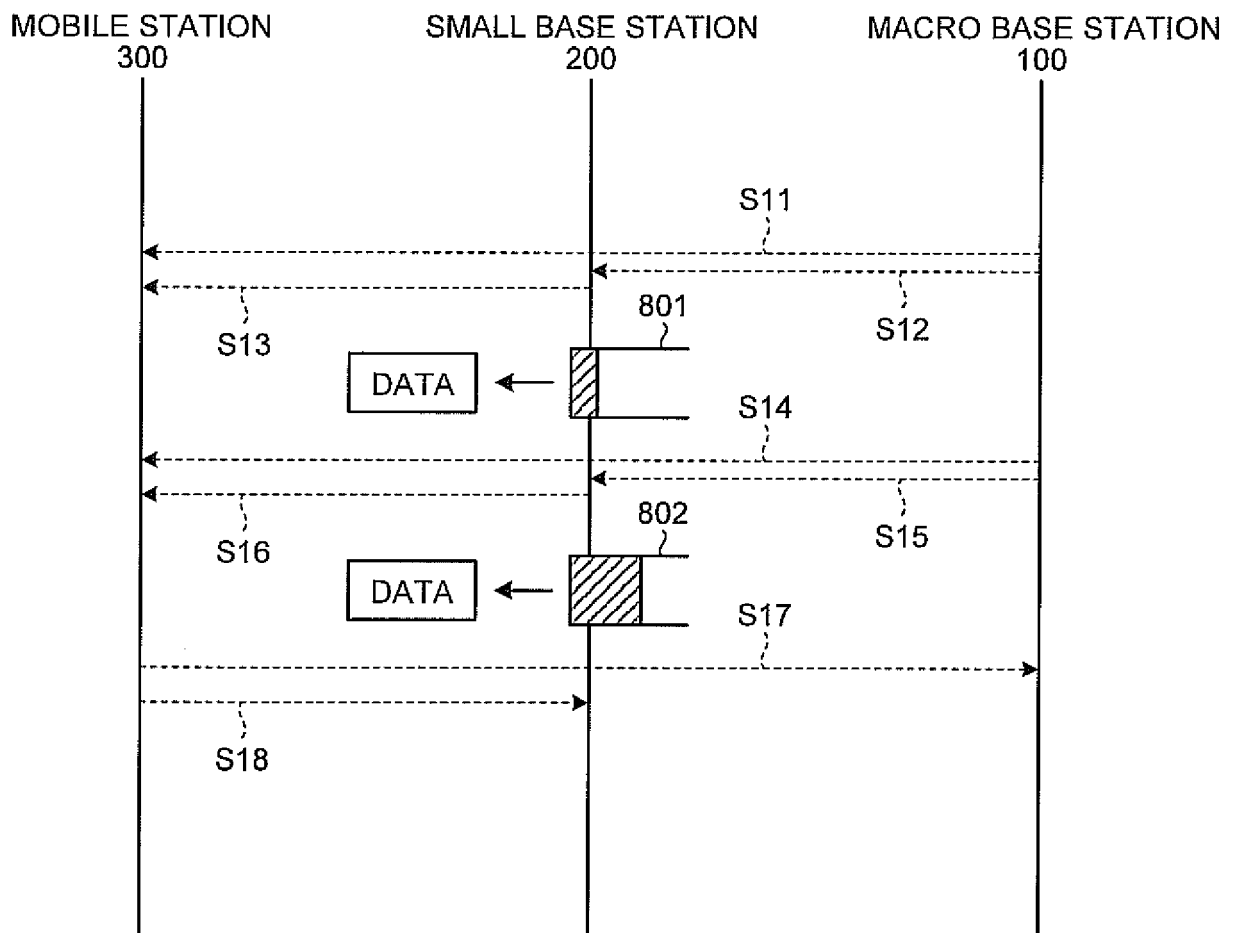 MOBILE STATION SMALL BASE STATION MACRO BASE STATION
300 200 100
S11
S13 801 S12
DATA
S14
S16 802 S15
DATA
S17
S18